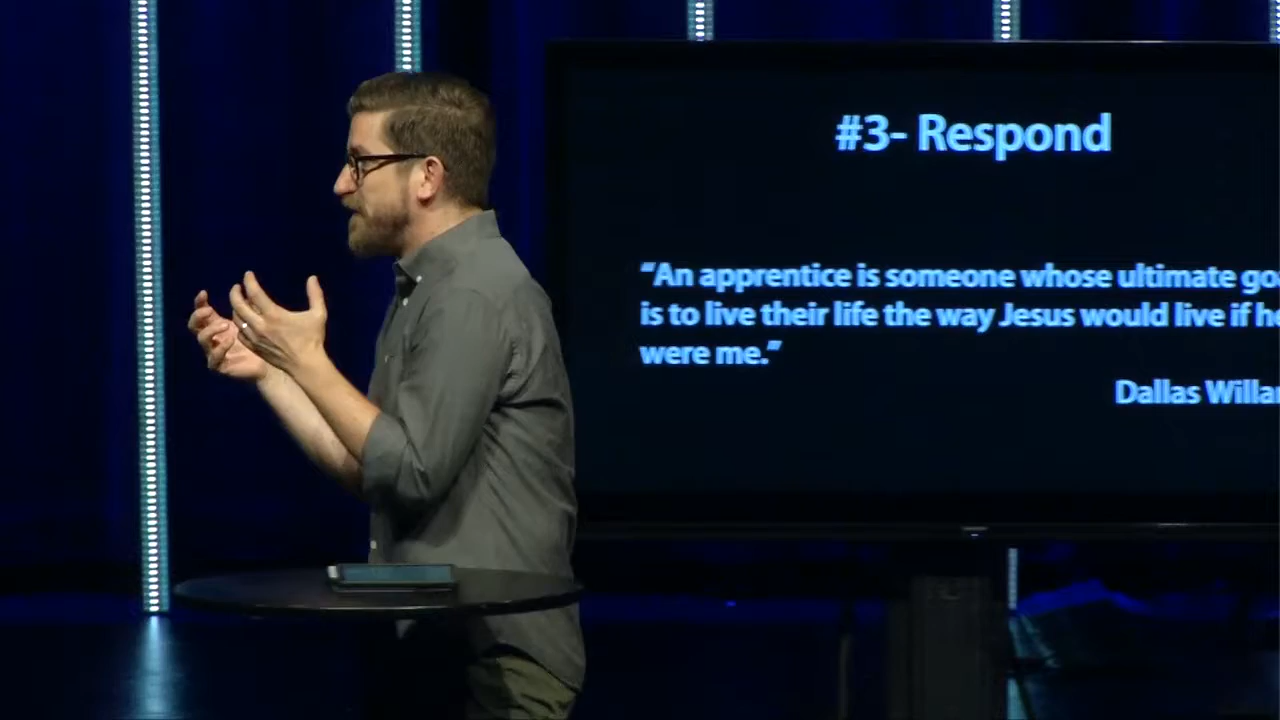 #3- Respond
“An apprentice is someone whose ultimate
is to live their life the way Jesus would live if
were me.”
Dallas